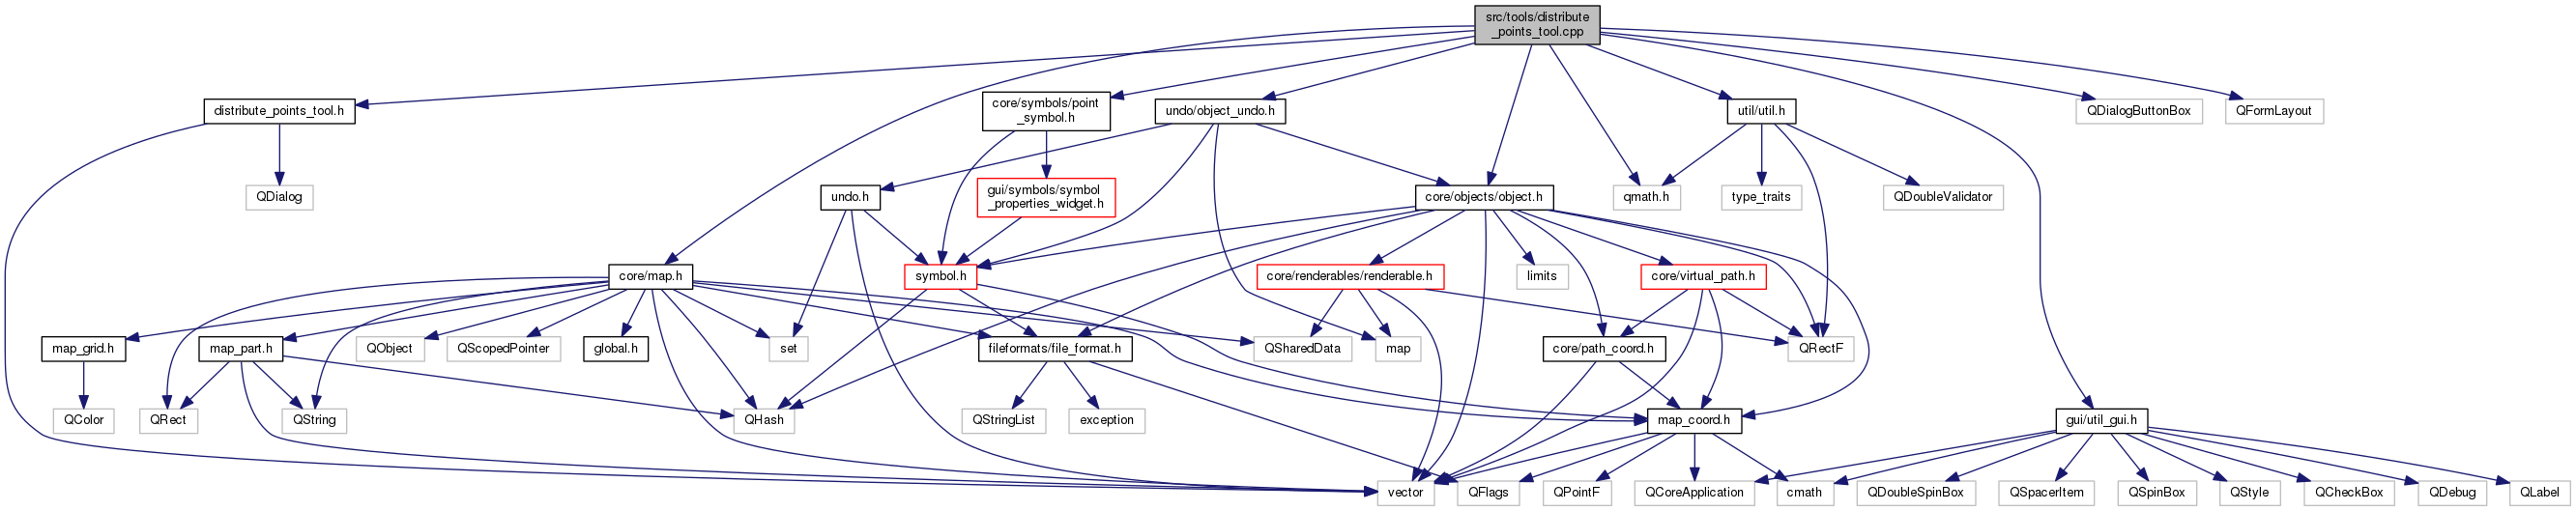 src/tools/distribute
_points_tool.cpp
distribute_points_tool.h
core/symbols/point
_symbol.h
undo/object_undo.h
util/util.h
QDialogButtonBox
QFormLayout
QDialog
undo.h
gui/symbols/symbol
_properties_widget.h
core/objects/object.h
qmath.h
type_traits
QDoubleValidator
core/map.h
symbol.h
core/renderables/renderable.h
limits
core/virtual_path.h
map_grid.h
map_part.h
QObject
QScopedPointer
global.h
set
fileformats/file_format.h
QSharedData
map
core/path_coord.h
QRectF
QColor
QRect
QString
QHash
QStringList
exception
map_coord.h
gui/util_gui.h
vector
QFlags
QPointF
QCoreApplication
cmath
QDoubleSpinBox
QSpacerItem
QSpinBox
QStyle
QCheckBox
QDebug
QLabel